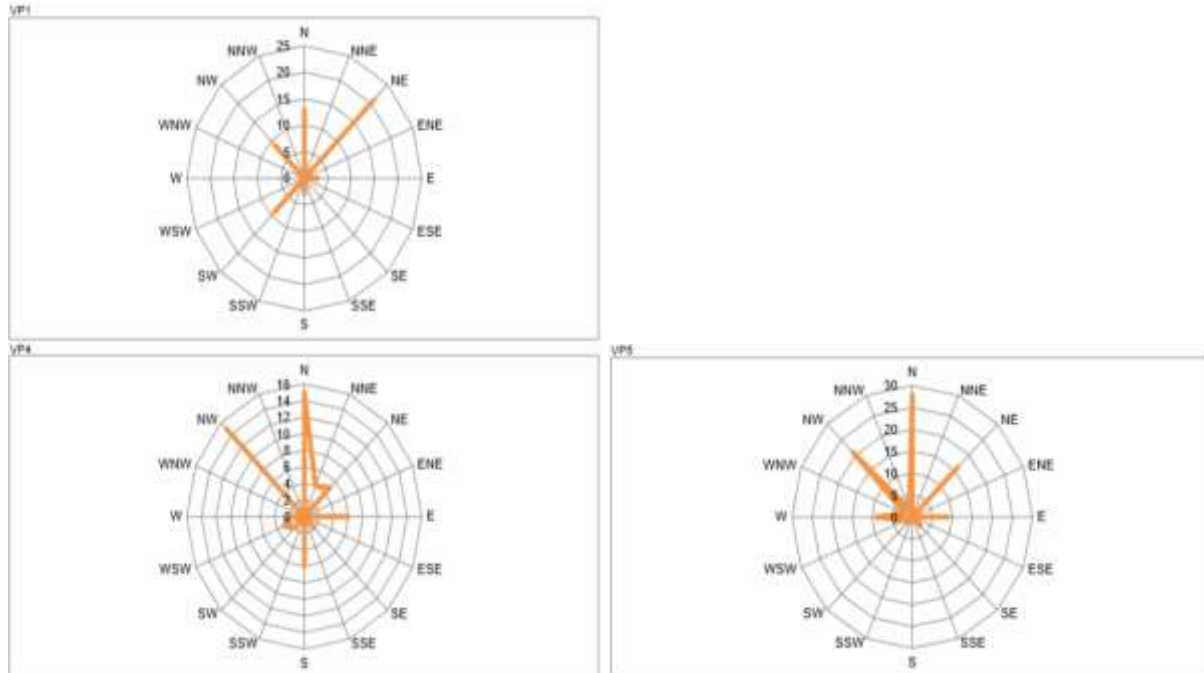 VP1
N
NNW NNE
25
NW 20 NE
15
WNW 10 ENE
5
W 0 E
WSW ESE
SW SE
SSW SSE
S
VP4
N
NNW 16 NNE
14
NW 12 NE
10
WNW 8 ENE
6
4
2
W 0 E
WSW ESE
SW SE
SSW SSE
S
VP5
N
NNW 30 NNE
25
NW 20 NE
15
WNW 10 ENE
5
W 0 E
WSW ESE
SW SE
SSW SSE
S